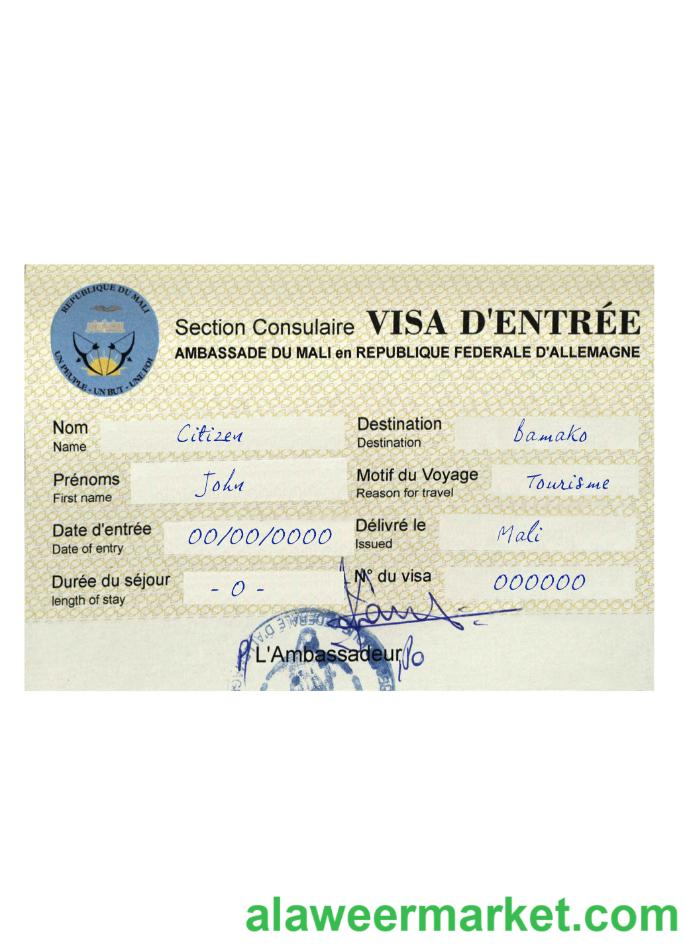 REPUBLIQUE DU MALI
UN PEUPLE - UN BUT - UNE FOI
Section Consulaire VISA D'ENTRÉE
AMBASSADE DU MALI en REPUBLIQUE FEDERALE D'ALLEMAGNE
Nom
Name
Citizen
Destination
Destination
Bamako
Prénoms
First name
John
Motif du Voyage
Reason for travel
Tourisme
Date d'entrée
Date of entry
00/00/0000
Délivré le
Issued
Mali
Durée du séjour
length of stay
- 0 -
N° du visa
000000
L'Ambassadeur
alaweermarket.com